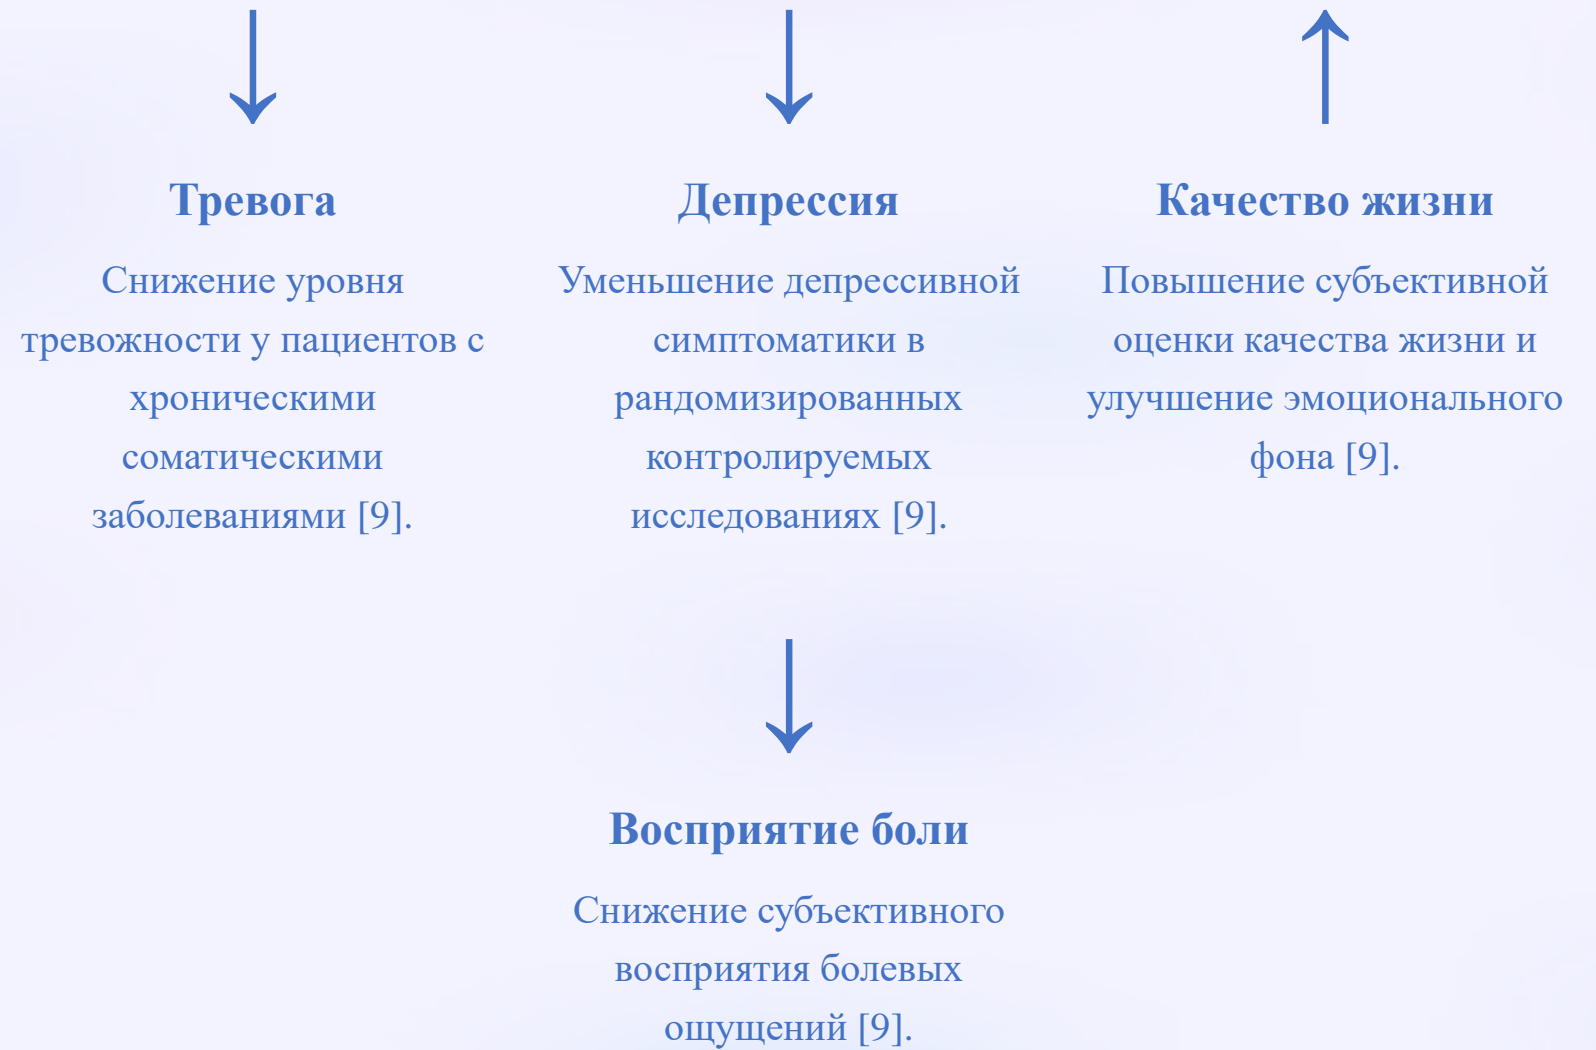 Тревога
Снижение уровня
тревожности у пациентов с
хроническими
соматическими
заболеваниями [9].
Депрессия
Уменьшение депрессивной
симптоматики в
рандомизированных
контролируемых
исследованиях [9].
Качество жизни
Повышение субъективной
оценки качества жизни и
улучшение эмоционального
фона [9].
Восприятие боли
Снижение субъективного
восприятия болевых
ощущений [9].